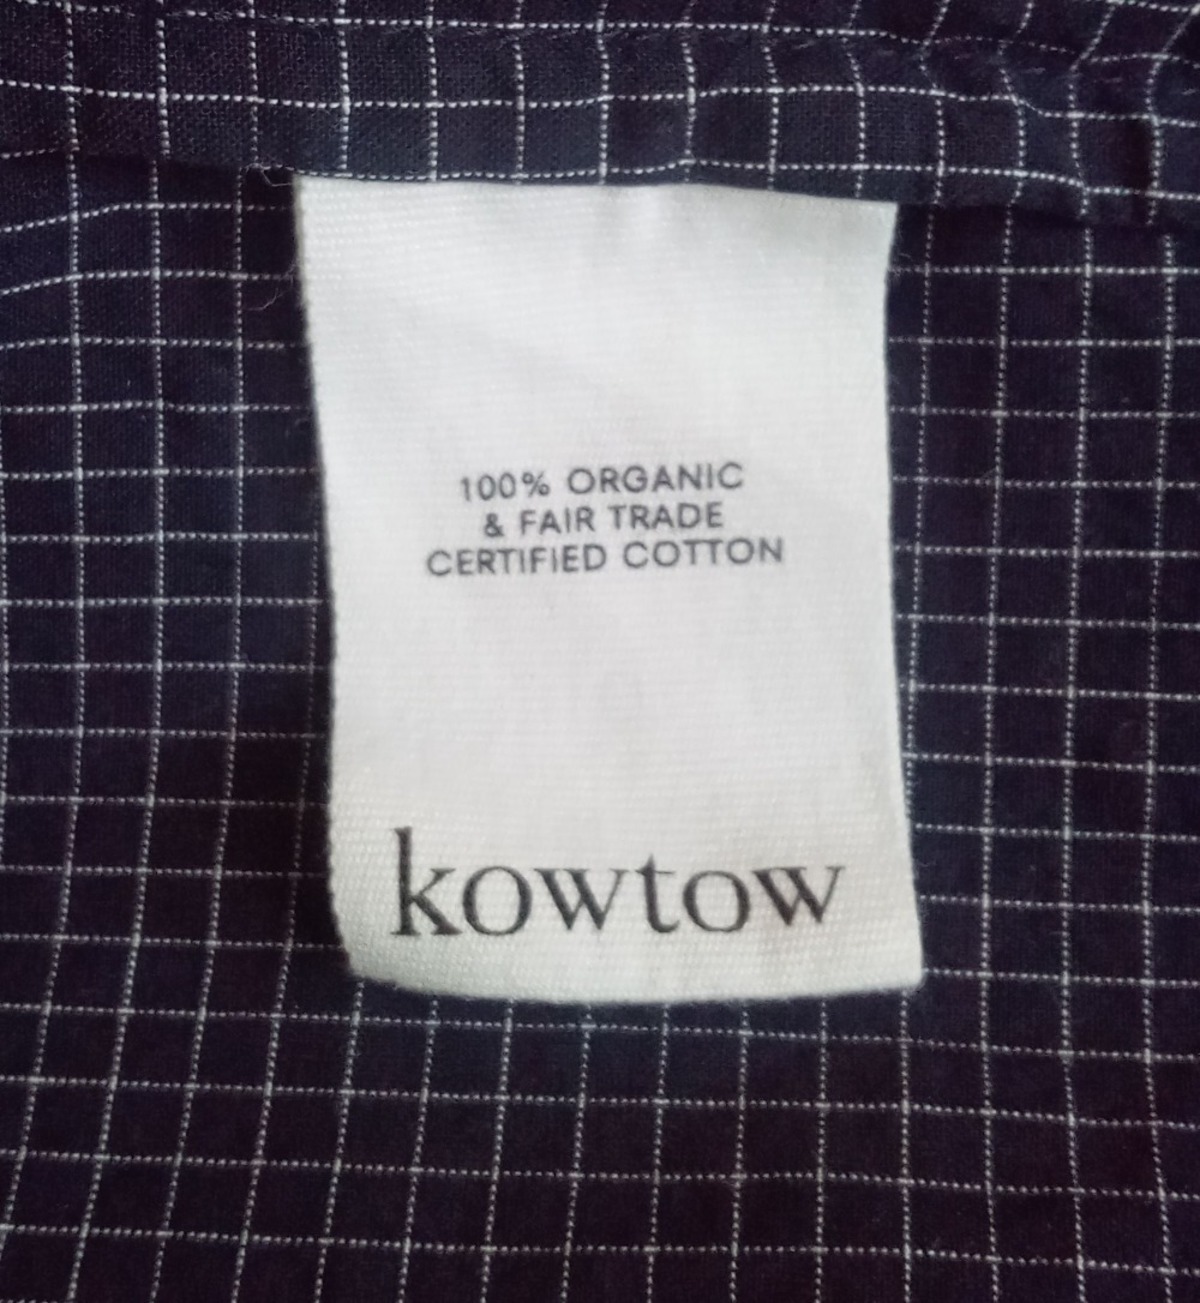 100% ORGANIC
& FAIR TRADE
CERTIFIED COTTON
kowtow